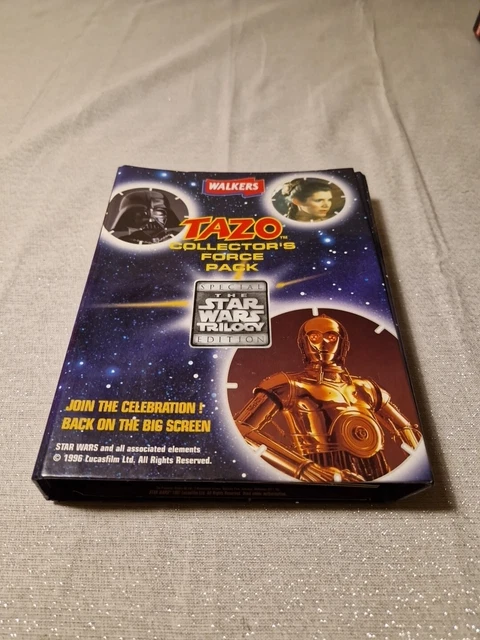 WALKERS
TAZO™
COLLECTOR'S
FORCE
PACK
SPECIAL
THE
STAR
WARS
TRILOGY
EDITION
JOIN THE CELEBRATION !
BACK ON THE BIG SCREEN
STAR WARS and all associated elements
© 1996 Lucasfilm Ltd. All Rights Reserved.